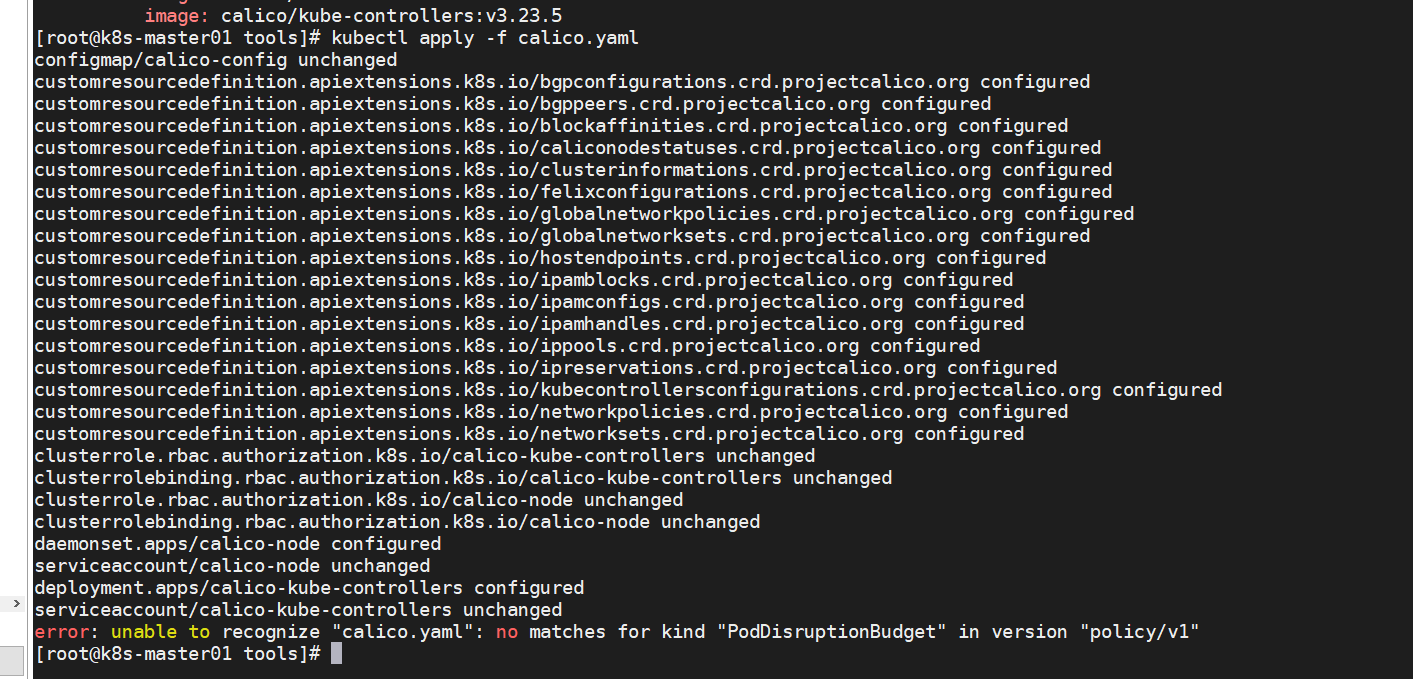 image: calico/kube-controllers:v3.23.5
[root@k8s-master01 tools]# kubectl apply -f calico.yaml
configmap/calico-config unchanged
customresourcedefinition.apiextensions.k8s.io/bgpconfigurations.crd.projectcalico.org configured
customresourcedefinition.apiextensions.k8s.io/bgppeers.crd.projectcalico.org configured
customresourcedefinition.apiextensions.k8s.io/blockaffinities.crd.projectcalico.org configured
customresourcedefinition.apiextensions.k8s.io/caliconodestatuses.crd.projectcalico.org configured
customresourcedefinition.apiextensions.k8s.io/clusterinformations.crd.projectcalico.org configured
customresourcedefinition.apiextensions.k8s.io/felixconfigurations.crd.projectcalico.org configured
customresourcedefinition.apiextensions.k8s.io/globalnetworkpolicies.crd.projectcalico.org configured
customresourcedefinition.apiextensions.k8s.io/globalnetworksets.crd.projectcalico.org configured
customresourcedefinition.apiextensions.k8s.io/hostendpoints.crd.projectcalico.org configured
customresourcedefinition.apiextensions.k8s.io/ipamblocks.crd.projectcalico.org configured
customresourcedefinition.apiextensions.k8s.io/ipamconfigs.crd.projectcalico.org configured
customresourcedefinition.apiextensions.k8s.io/ipamhandles.crd.projectcalico.org configured
customresourcedefinition.apiextensions.k8s.io/ippools.crd.projectcalico.org configured
customresourcedefinition.apiextensions.k8s.io/ipreservations.crd.projectcalico.org configured
customresourcedefinition.apiextensions.k8s.io/kubecontrollersconfigurations.crd.projectcalico.org configured
customresourcedefinition.apiextensions.k8s.io/networkpolicies.crd.projectcalico.org configured
customresourcedefinition.apiextensions.k8s.io/networksets.crd.projectcalico.org configured
clusterrole.rbac.authorization.k8s.io/calico-kube-controllers unchanged
clusterrolebinding.rbac.authorization.k8s.io/calico-kube-controllers unchanged
clusterrole.rbac.authorization.k8s.io/calico-node unchanged
clusterrolebinding.rbac.authorization.k8s.io/calico-node unchanged
daemonset.apps/calico-node configured
serviceaccount/calico-node unchanged
deployment.apps/calico-kube-controllers configured
serviceaccount/calico-kube-controllers unchanged
error: unable to recognize "calico.yaml": no matches for kind "PodDisruptionBudget" in version "policy/v1"
[root@k8s-master01 tools]#